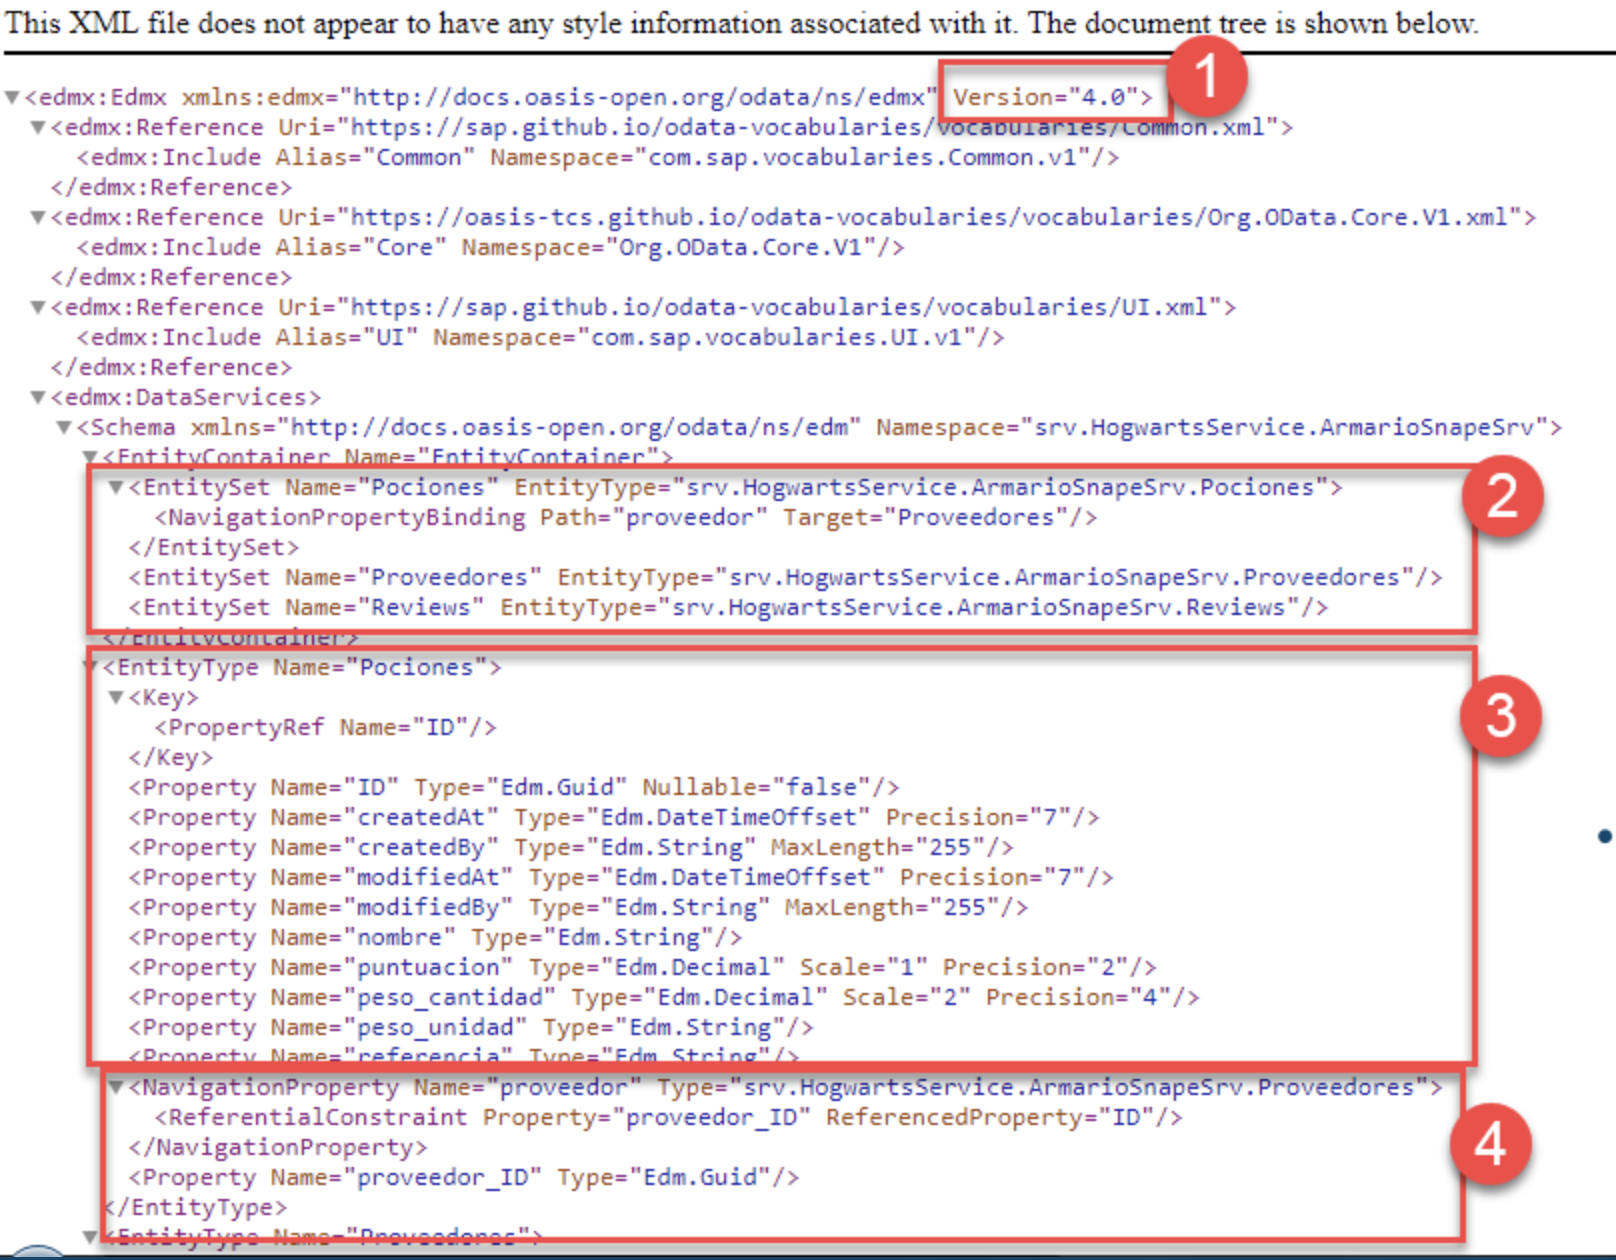 This XML file does not appear to have any style information associated with it. The document tree is shown below.
1
▼<edmx:Edmx xmlns:edmx="http://docs.oasis-open.org/odata/ns/edmx" Version="4.0">
▼<edmx:Reference Uri="https://sap.github.io/odata-vocabularies/vocabularies/Common.xml">
<edmx:Include Alias="Common" Namespace="com.sap.vocabularies.Common.v1"/>
</edmx:Reference>
▼<edmx:Reference Uri="https://oasis-tcs.github.io/odata-vocabularies/vocabularies/Org.OData.Core.V1.xml">
<edmx:Include Alias="Core" Namespace="Org.OData.Core.V1"/>
</edmx:Reference>
▼<edmx:Reference Uri="https://sap.github.io/odata-vocabularies/vocabularies/UI.xml">
<edmx:Include Alias="UI" Namespace="com.sap.vocabularies.UI.v1"/>
</edmx:Reference>
▼<edmx:DataServices>
▼<Schema xmlns="http://docs.oasis-open.org/odata/ns/edm" Namespace="srv.HogwartsService.ArmarioSnapeSrv">
▼<EntityContainer Name="EntityContainer">
▼<EntitySet Name="Pociones" EntityType="srv.HogwartsService.ArmarioSnapeSrv.Pociones">
2
<NavigationPropertyBinding Path="proveedor" Target="Proveedores"/>
</EntitySet>
<EntitySet Name="Proveedores" EntityType="srv.HogwartsService.ArmarioSnapeSrv.Proveedores"/>
<EntitySet Name="Reviews" EntityType="srv.HogwartsService.ArmarioSnapeSrv.Reviews"/>
</EntityContainer>
▼<EntityType Name="Pociones">
▼<Key>
3
<PropertyRef Name="ID"/>
</Key>
<Property Name="ID" Type="Edm.Guid" Nullable="false"/>
<Property Name="createdAt" Type="Edm.DateTimeOffset" Precision="7"/>
<Property Name="createdBy" Type="Edm.String" MaxLength="255"/>
<Property Name="modifiedAt" Type="Edm.DateTimeOffset" Precision="7"/>
<Property Name="modifiedBy" Type="Edm.String" MaxLength="255"/>
<Property Name="nombre" Type="Edm.String"/>
<Property Name="puntuacion" Type="Edm.Decimal" Scale="1" Precision="2"/>
<Property Name="peso_cantidad" Type="Edm.Decimal" Scale="2" Precision="4"/>
<Property Name="peso_unidad" Type="Edm.String"/>
<Property Name="referencia" Type="Edm.String"/>
▼<NavigationProperty Name="proveedor" Type="srv.HogwartsService.ArmarioSnapeSrv.Proveedores">
<ReferentialConstraint Property="proveedor_ID" ReferencedProperty="ID"/>
4
</NavigationProperty>
<Property Name="proveedor_ID" Type="Edm.Guid"/>
</EntityType>
▼<EntityType Name="Proveedores">